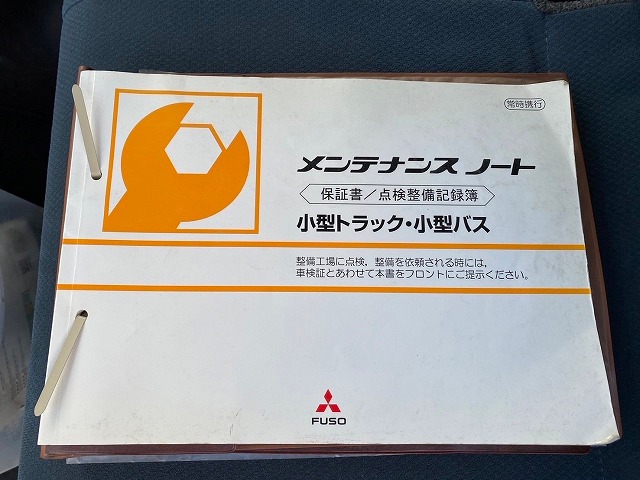 常時携行
メンテナンス ノート
保証書／点検整備記録簿
小型トラック・小型バス
整備工場に点検，整備を依頼される時には，
車検証とあわせて本書をフロントにご提示ください。
FUSO